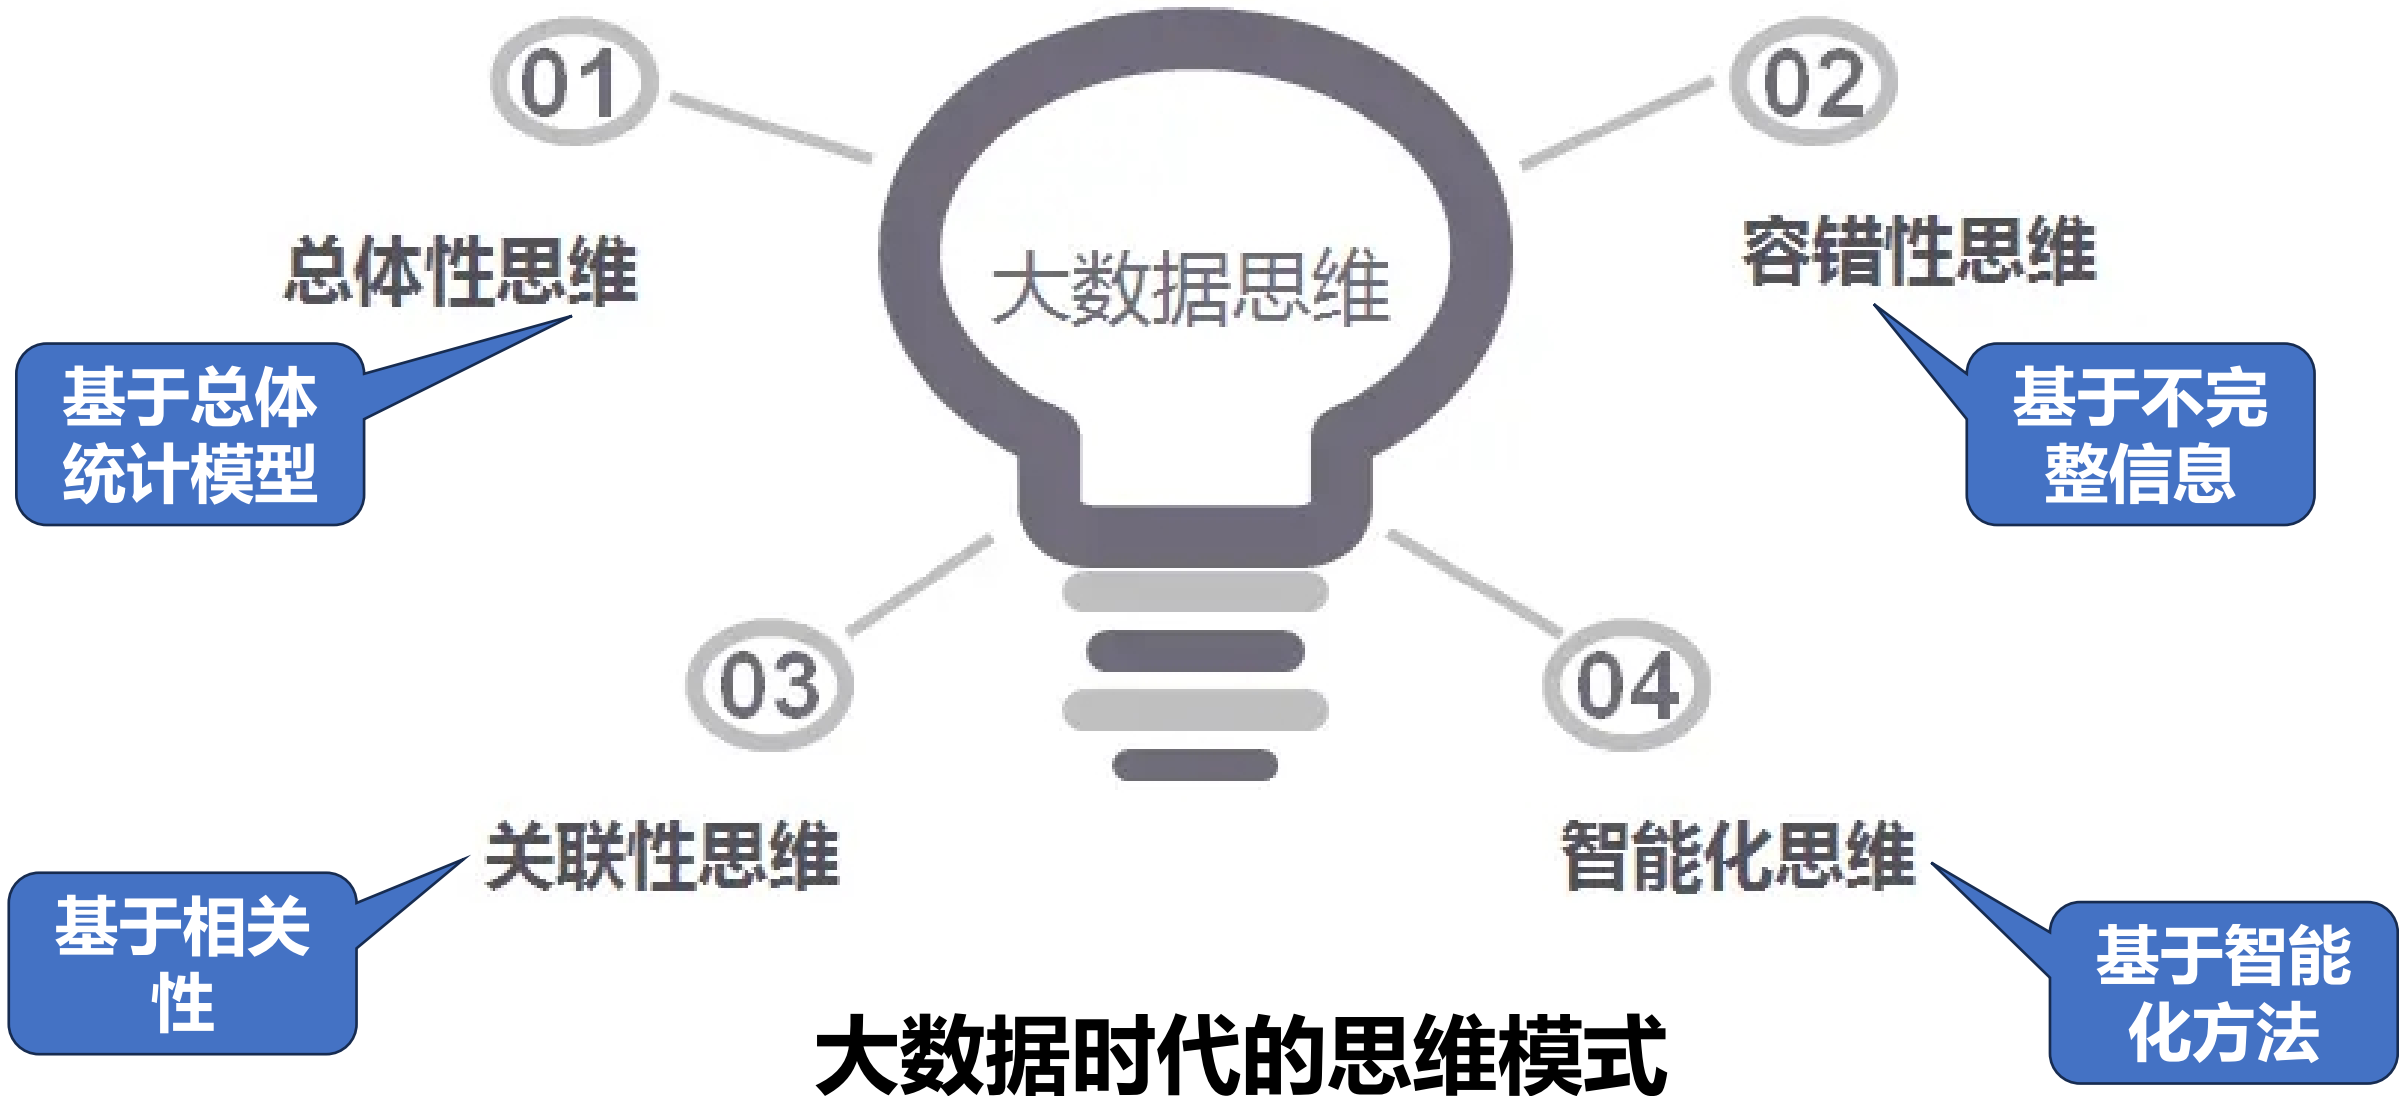 01
02
总体性思维
大数据思维
容错性思维
基于总体
统计模型
基于不完
整信息
03
04
关联性思维
智能化思维
基于相关
性
基于智能
化方法
大数据时代的思维模式